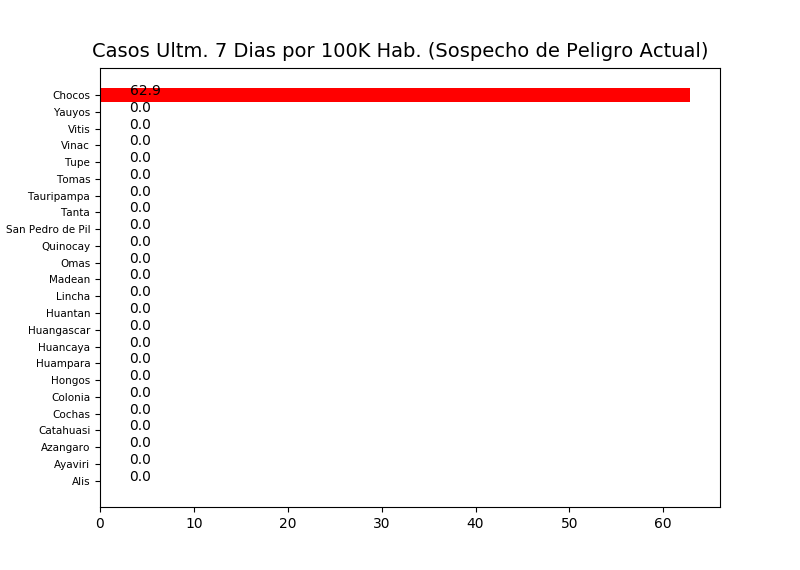 Casos Ultm. 7 Dias por 100K Hab. (Sospecho de Peligro Actual)
Chocos 62.9
Yauyos 0.0
Vitis 0.0
Vinac 0.0
Tupe 0.0
Tomas 0.0
Tauripampa 0.0
Tanta 0.0
San Pedro de Pil 0.0
Quinocay 0.0
Omas 0.0
Madean 0.0
Lincha 0.0
Huantan 0.0
Huangascar 0.0
Huancaya 0.0
Huampara 0.0
Hongos 0.0
Colonia 0.0
Cochas 0.0
Catahuasi 0.0
Azangaro 0.0
Ayaviri 0.0
Alis 0.0
0 10 20 30 40 50 60